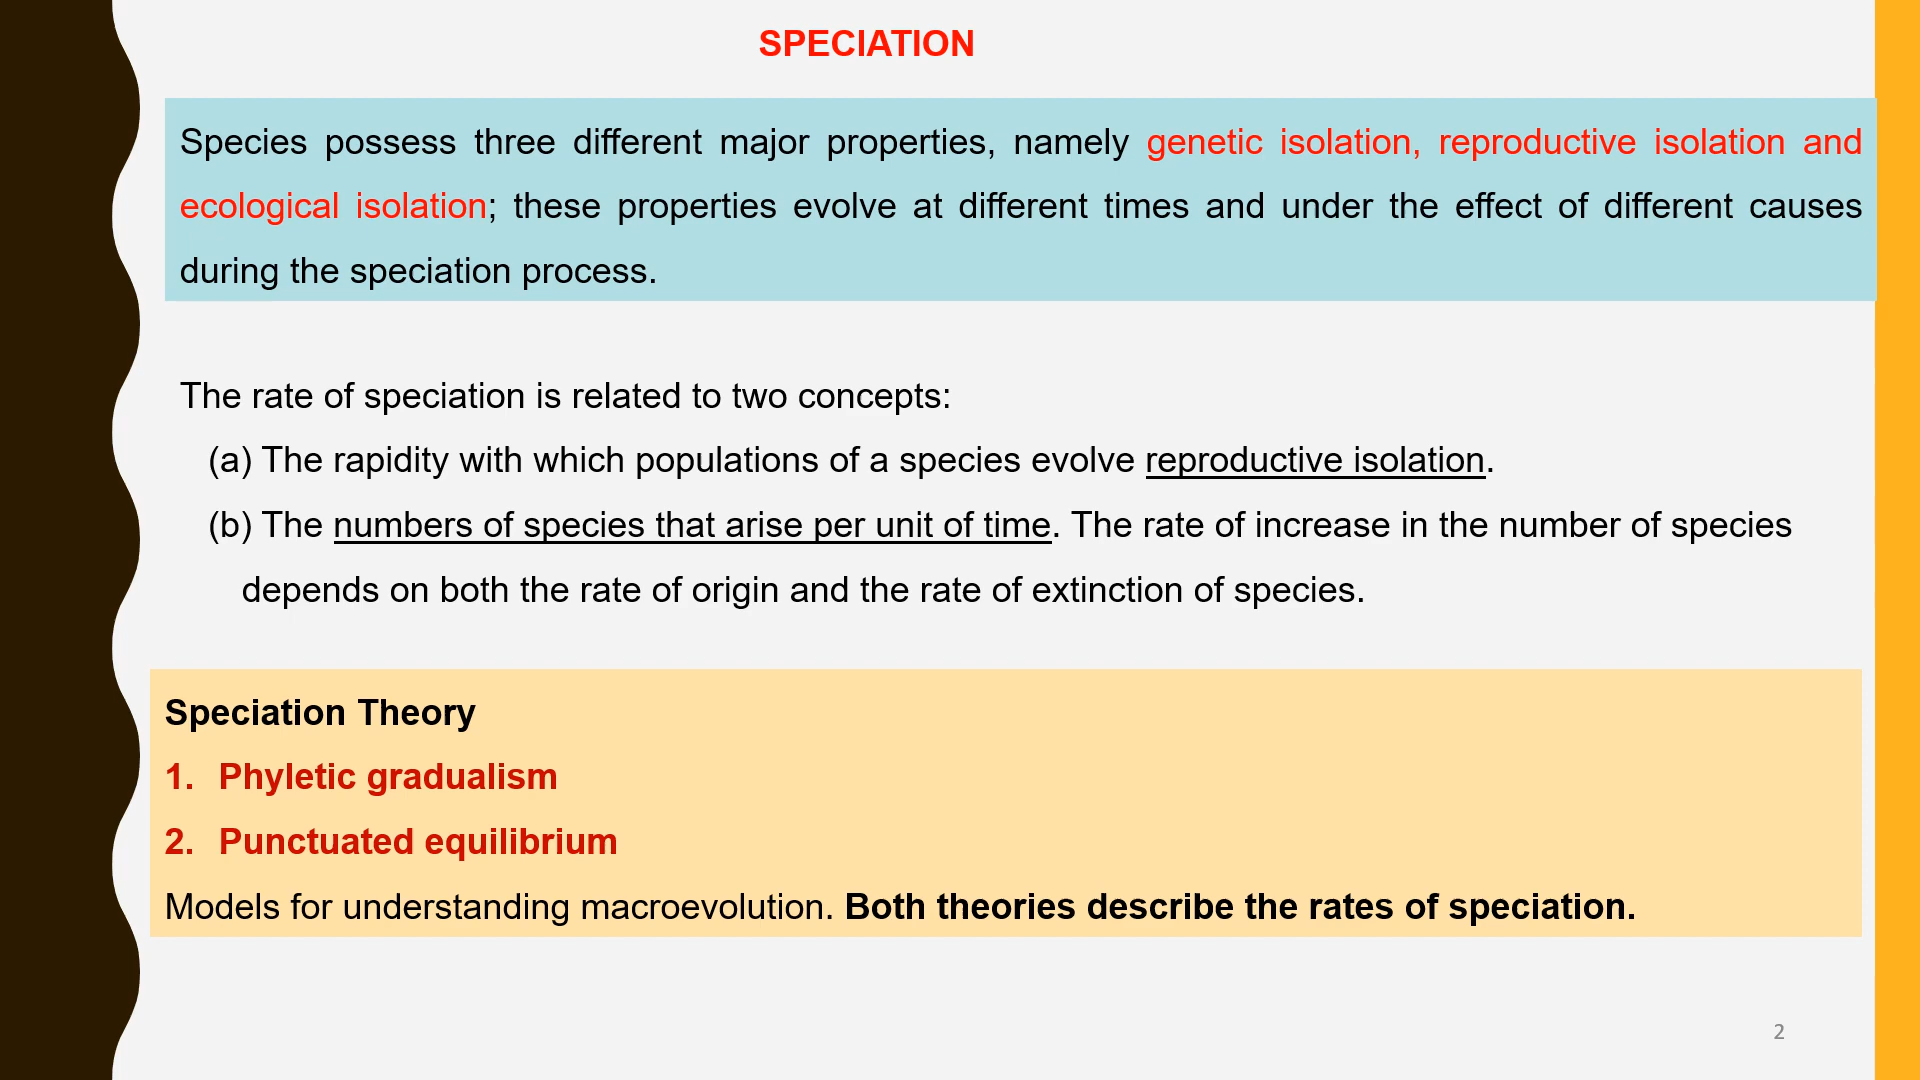 SPECIATION
Species possess three different major properties, namely genetic isolation, reproductive isolation and
ecological isolation; these properties evolve at different times and under the effect of different causes
during the speciation process.
The rate of speciation is related to two concepts:
(a) The rapidity with which populations of a species evolve reproductive isolation.
(b) The numbers of species that arise per unit of time. The rate of increase in the number of species
depends on both the rate of origin and the rate of extinction of species.
Speciation Theory
1. Phyletic gradualism
2. Punctuated equilibrium
Models for understanding macroevolution. Both theories describe the rates of speciation.
2